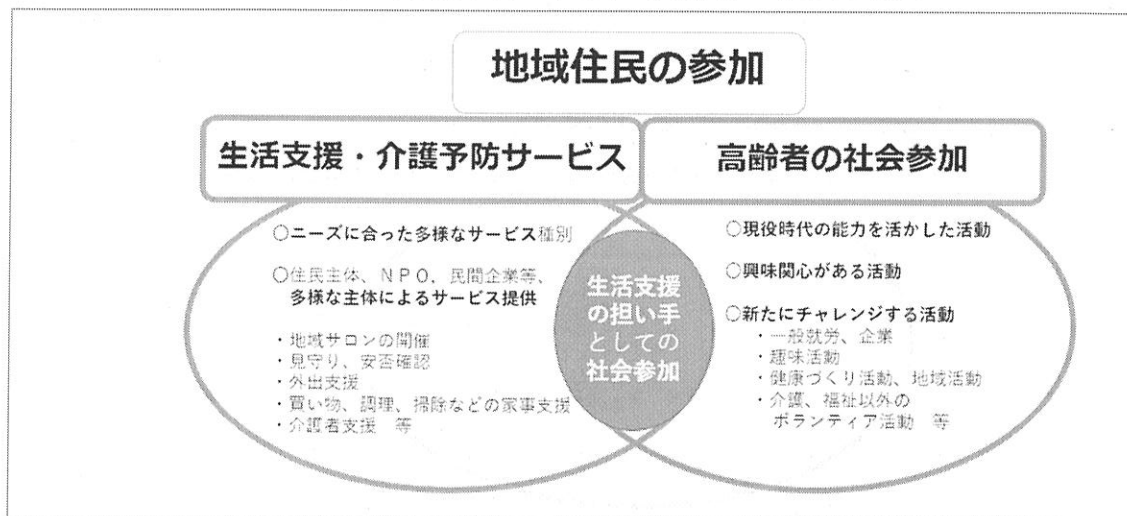 地域住民の参加
生活支援・介護予防サービス
高齢者の社会参加
○ニーズに合った多様なサービス種別
○住民主体、NPO、民間企業等、
多様な主体によるサービス提供
・地域サロンの開催
・見守り、安否確認
・外出支援
・買い物、調理、掃除などの家事支援
・介護者支援 等
生活支援
の担い手
としての
社会参加
○現役時代の能力を活かした活動
○興味関心がある活動
○新たにチャレンジする活動
・一般就労、企業
・趣味活動
・健康づくり活動、地域活動
・介護、福祉以外の
ボランティア活動 等